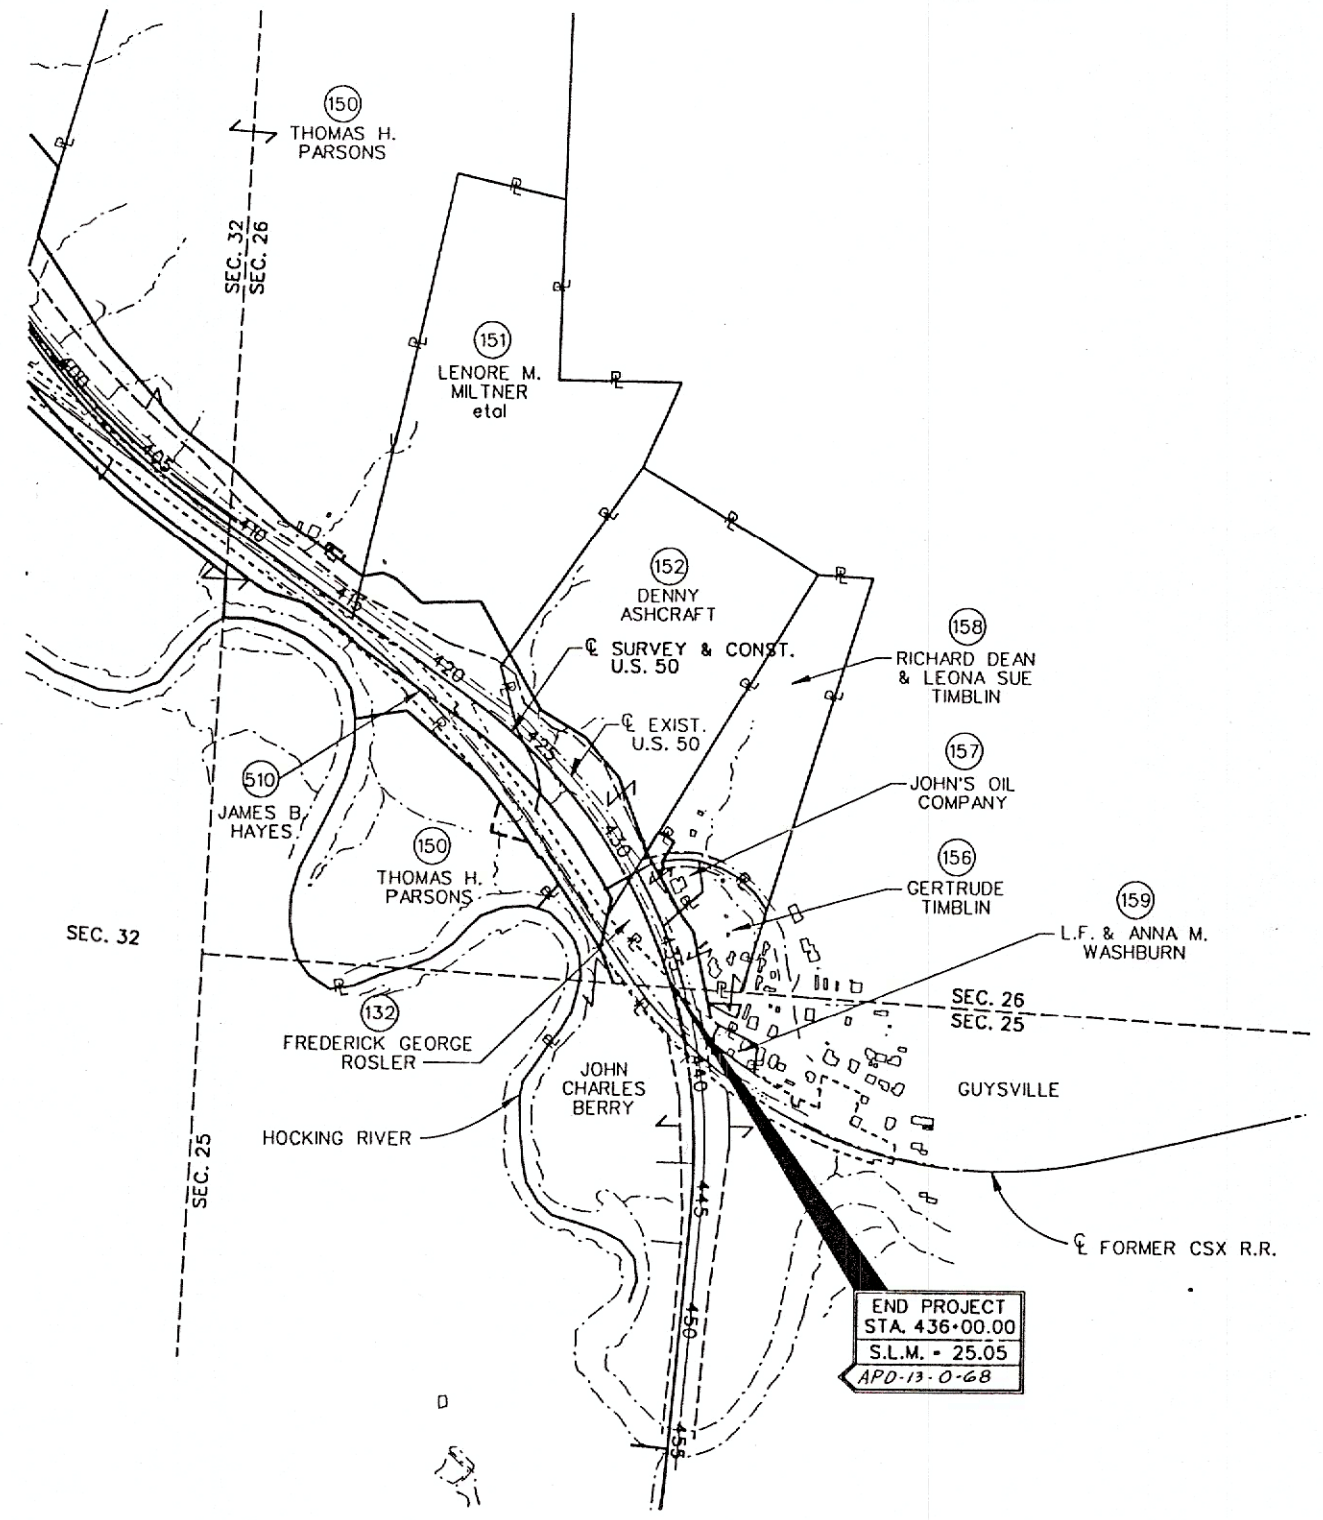 150
THOMAS H.
PARSONS
SEC. 32
SEC. 26
151
LENORE M.
MILTNER
etal
400
405
410
415
420
425
430
435
440
445
450
455
152
DENNY
ASHCRAFT
℄ SURVEY & CONST.
U.S. 50
℄ EXIST.
U.S. 50
158
RICHARD DEAN
& LEONA SUE
TIMBLIN
157
JOHN'S OIL
COMPANY
156
GERTRUDE
TIMBLIN
159
L.F. & ANNA M.
WASHBURN
510
JAMES B.
HAYES
150
THOMAS H.
PARSONS
SEC. 32
SEC. 25
132
FREDERICK GEORGE
ROSLER
JOHN
CHARLES
BERRY
HOCKING RIVER
SEC. 26
SEC. 25
GUYSVILLE
℄ FORMER CSX R.R.
END PROJECT
STA. 436+00.00
S.L.M. = 25.05
APD-13-0-68